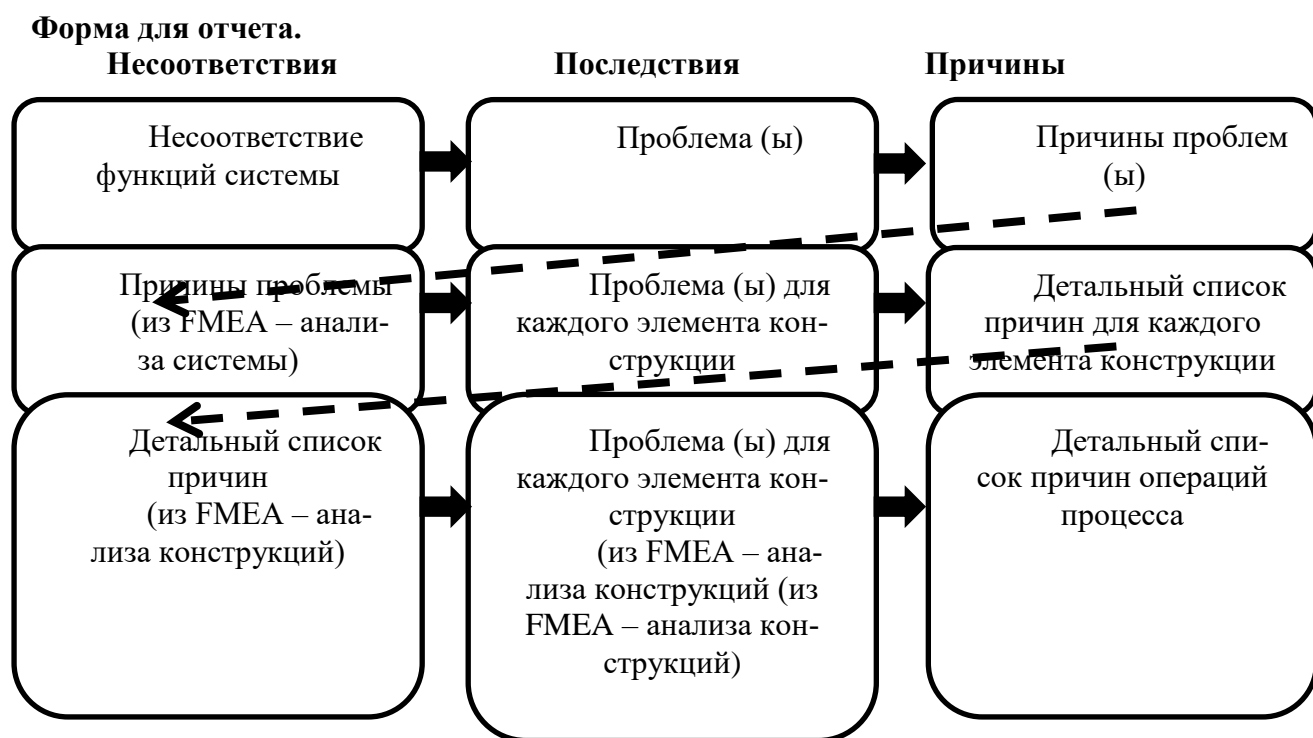 Форма для отчета.
Несоответствия Последствия Причины
Несоответствие
функций системы
Проблема (ы)
Причины проблем
(ы)
Причины проблемы
(из FMEA – анали-
за системы)
Проблема (ы) для
каждого элемента кон-
струкции
Детальный список
причин для каждого
элемента конструкции
Детальный список
причин
(из FMEA – ана-
лиза конструкций)
Проблема (ы) для
каждого элемента кон-
струкции
(из FMEA – ана-
лиза конструкций (из
FMEA – анализа кон-
струкций)
Детальный спи-
сок причин операций
процесса